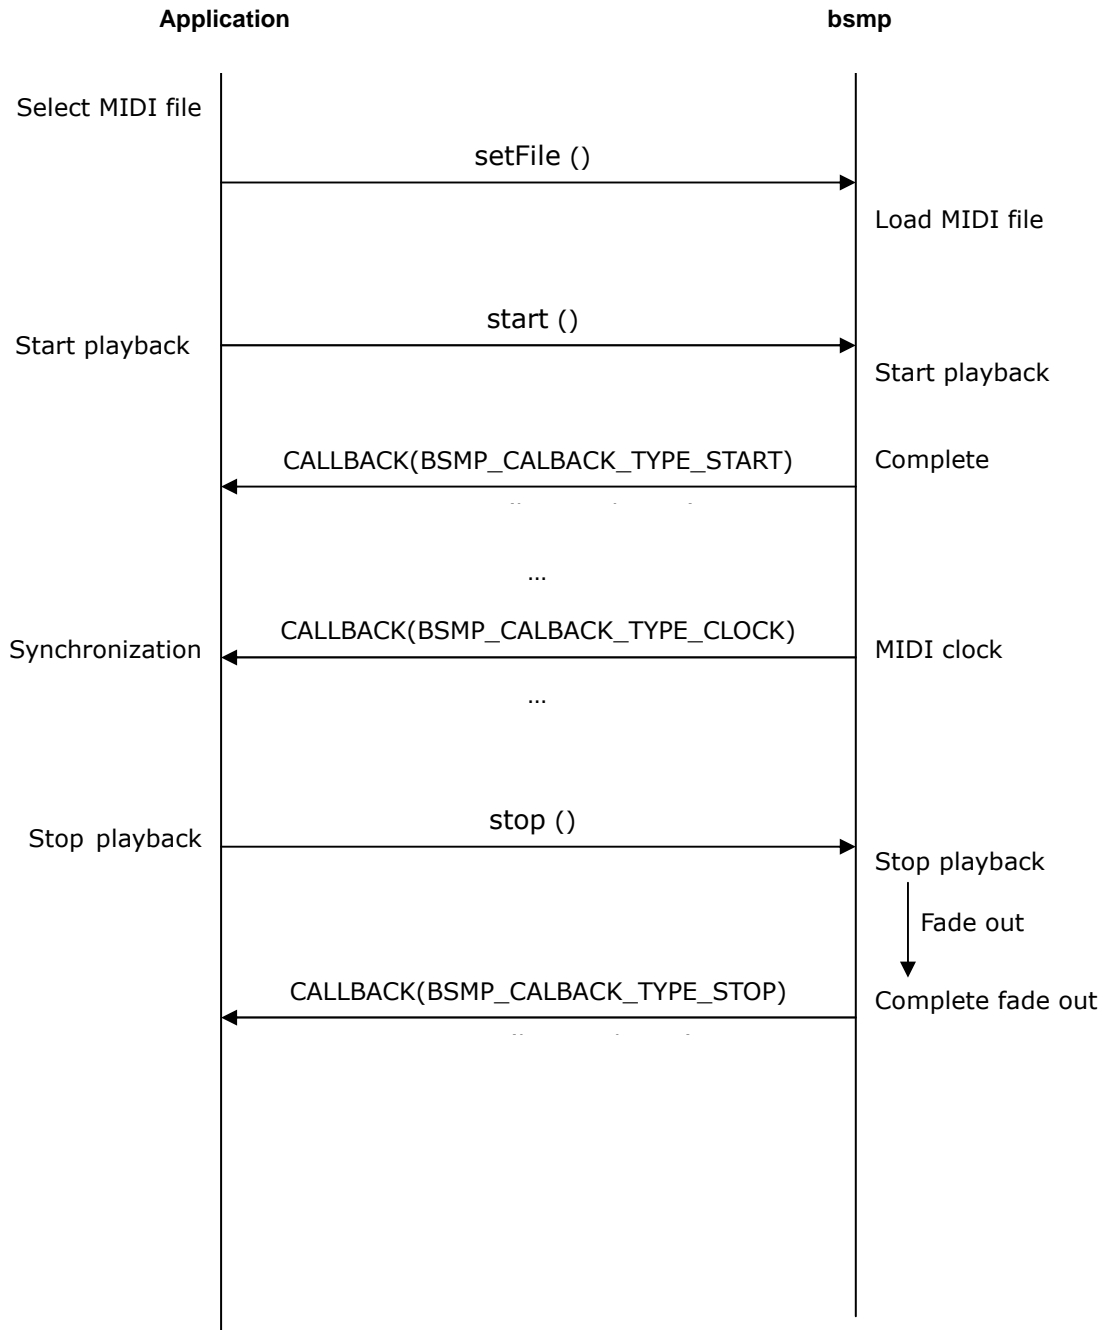 Application
bsmp
Select MIDI file
setFile ()
Load MIDI file
start ()
Start playback
Start playback
CALLBACK(BSMP_CALBACK_TYPE_START)
Complete
...
CALLBACK(BSMP_CALBACK_TYPE_CLOCK)
Synchronization
MIDI clock
...
stop ()
Stop playback
Stop playback
Fade out
CALLBACK(BSMP_CALBACK_TYPE_STOP)
Complete fade out